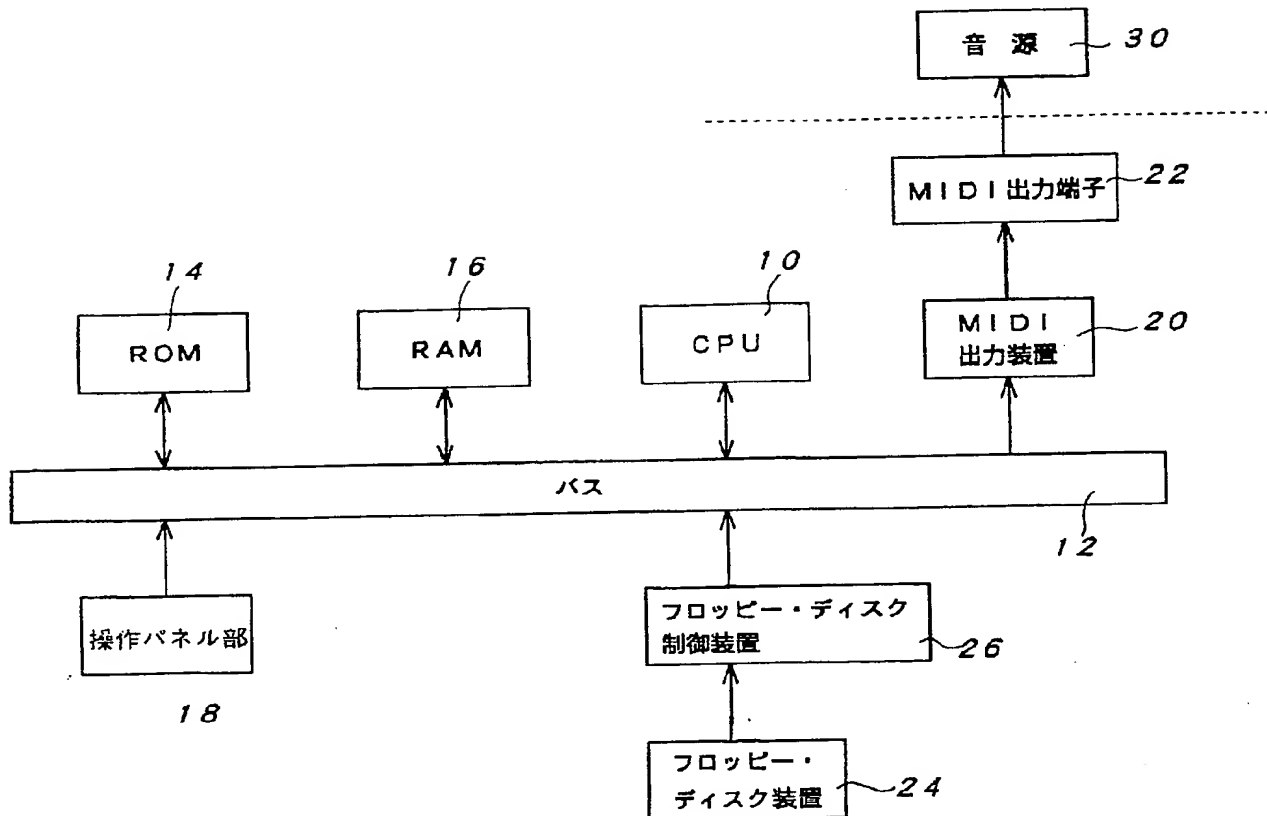 音 源
30
MIDI出力端子
22
14
16
10
ROM
RAM
CPU
MIDI
出力装置
20
バス
12
操作パネル部
18
フロッピー・ディスク
制御装置
26
フロッピー・
ディスク装置
24